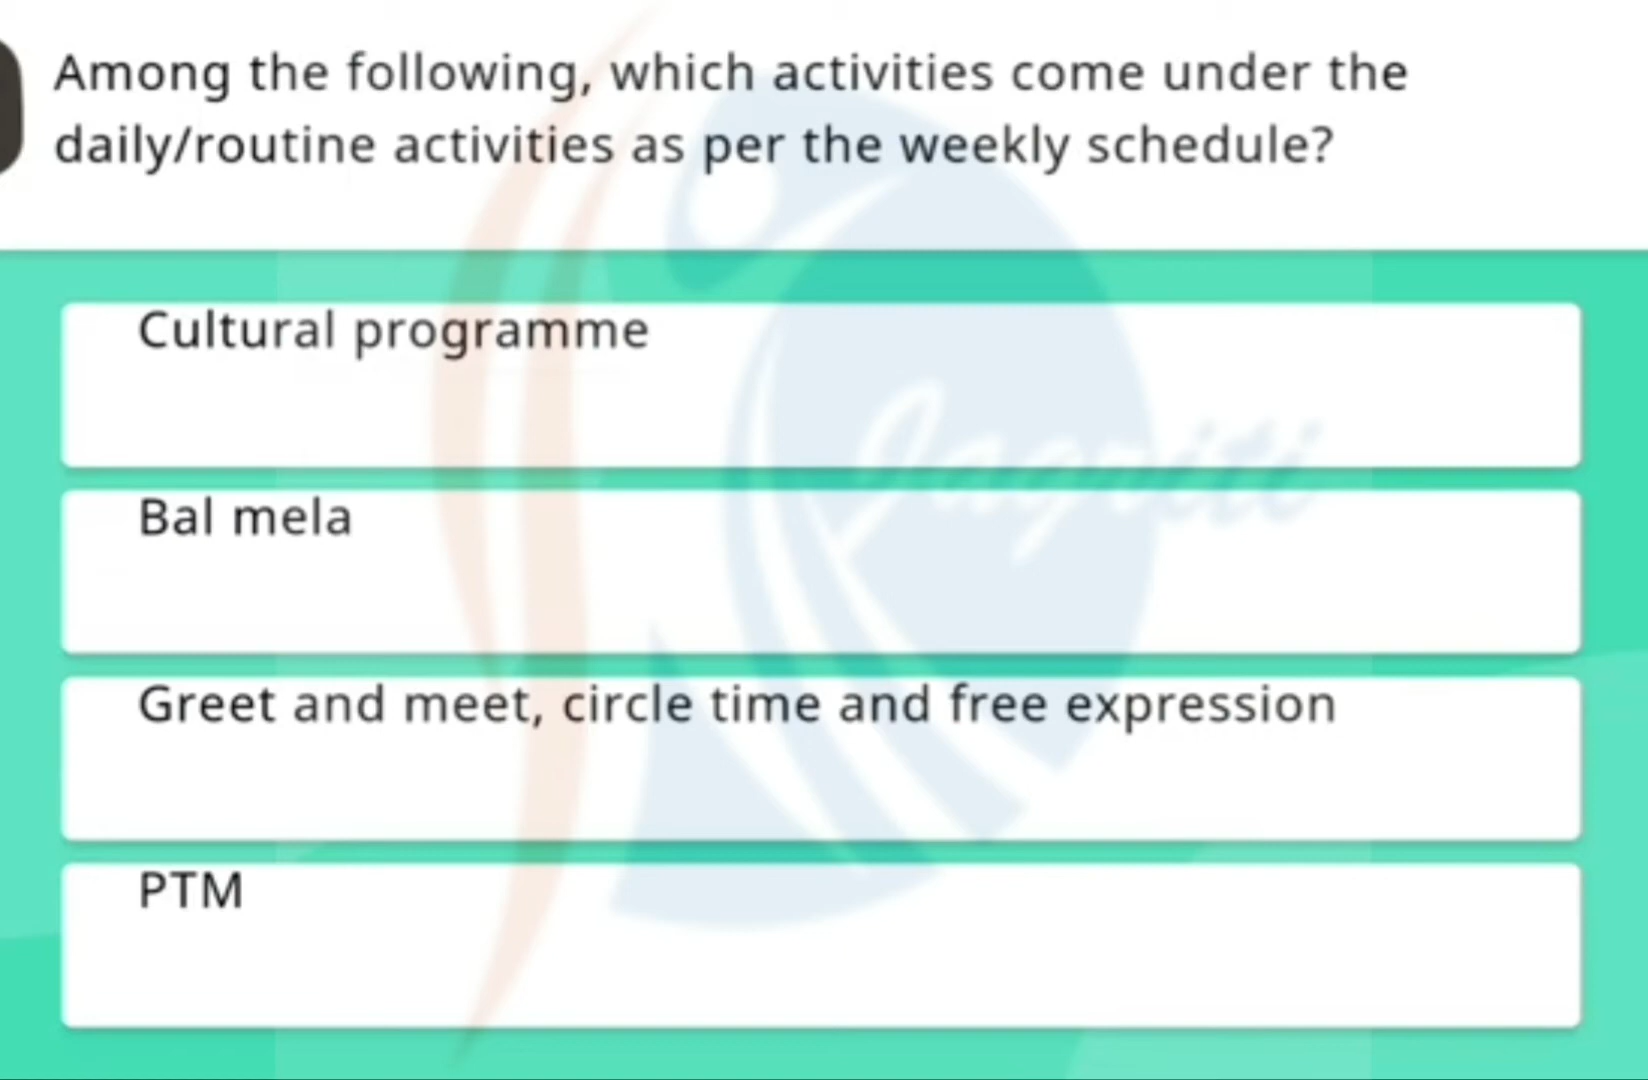 Among the following, which activities come under the
daily/routine activities as per the weekly schedule?
Cultural programme
Bal mela
Jagriti
Greet and meet, circle time and free expression
PTM